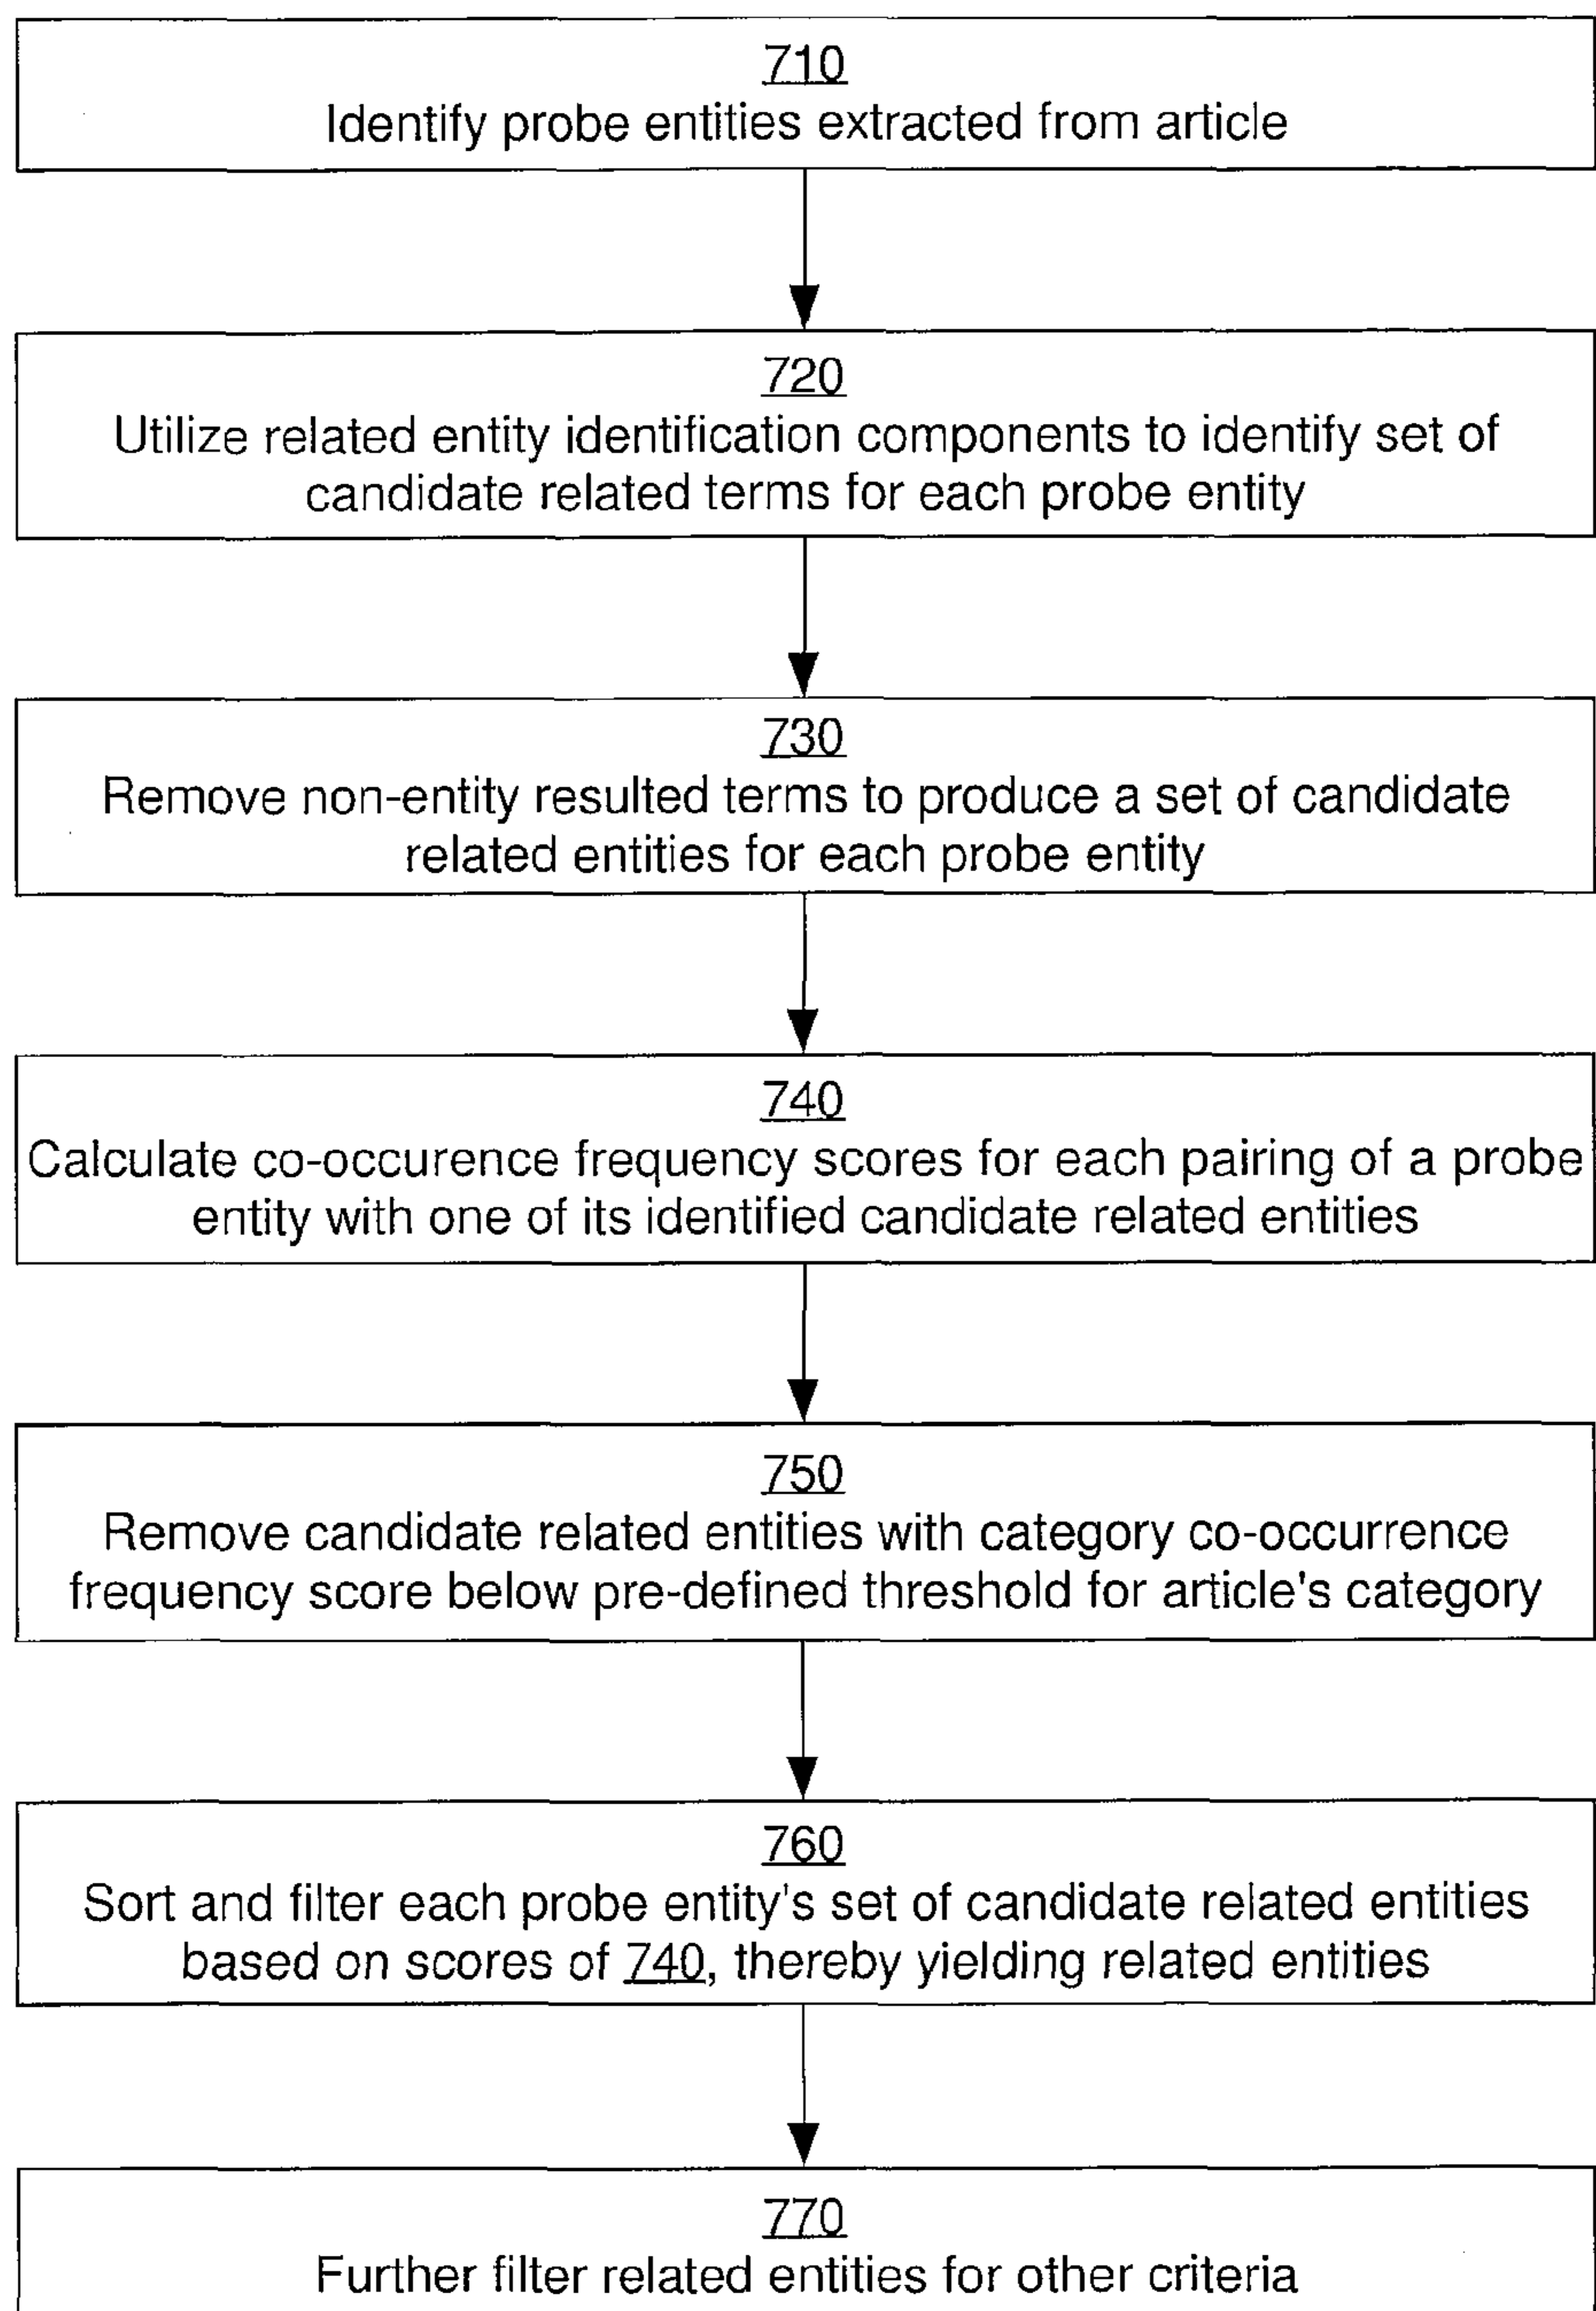 710
Identify probe entities extracted from article
720
Utilize related entity identification components to identify set of
candidate related terms for each probe entity
730
Remove non-entity resulted terms to produce a set of candidate
related entities for each probe entity
740
Calculate co-occurence frequency scores for each pairing of a probe
entity with one of its identified candidate related entities
750
Remove candidate related entities with category co-occurrence
frequency score below pre-defined threshold for article's category
760
Sort and filter each probe entity's set of candidate related entities
based on scores of 740, thereby yielding related entities
770
Further filter related entities for other criteria